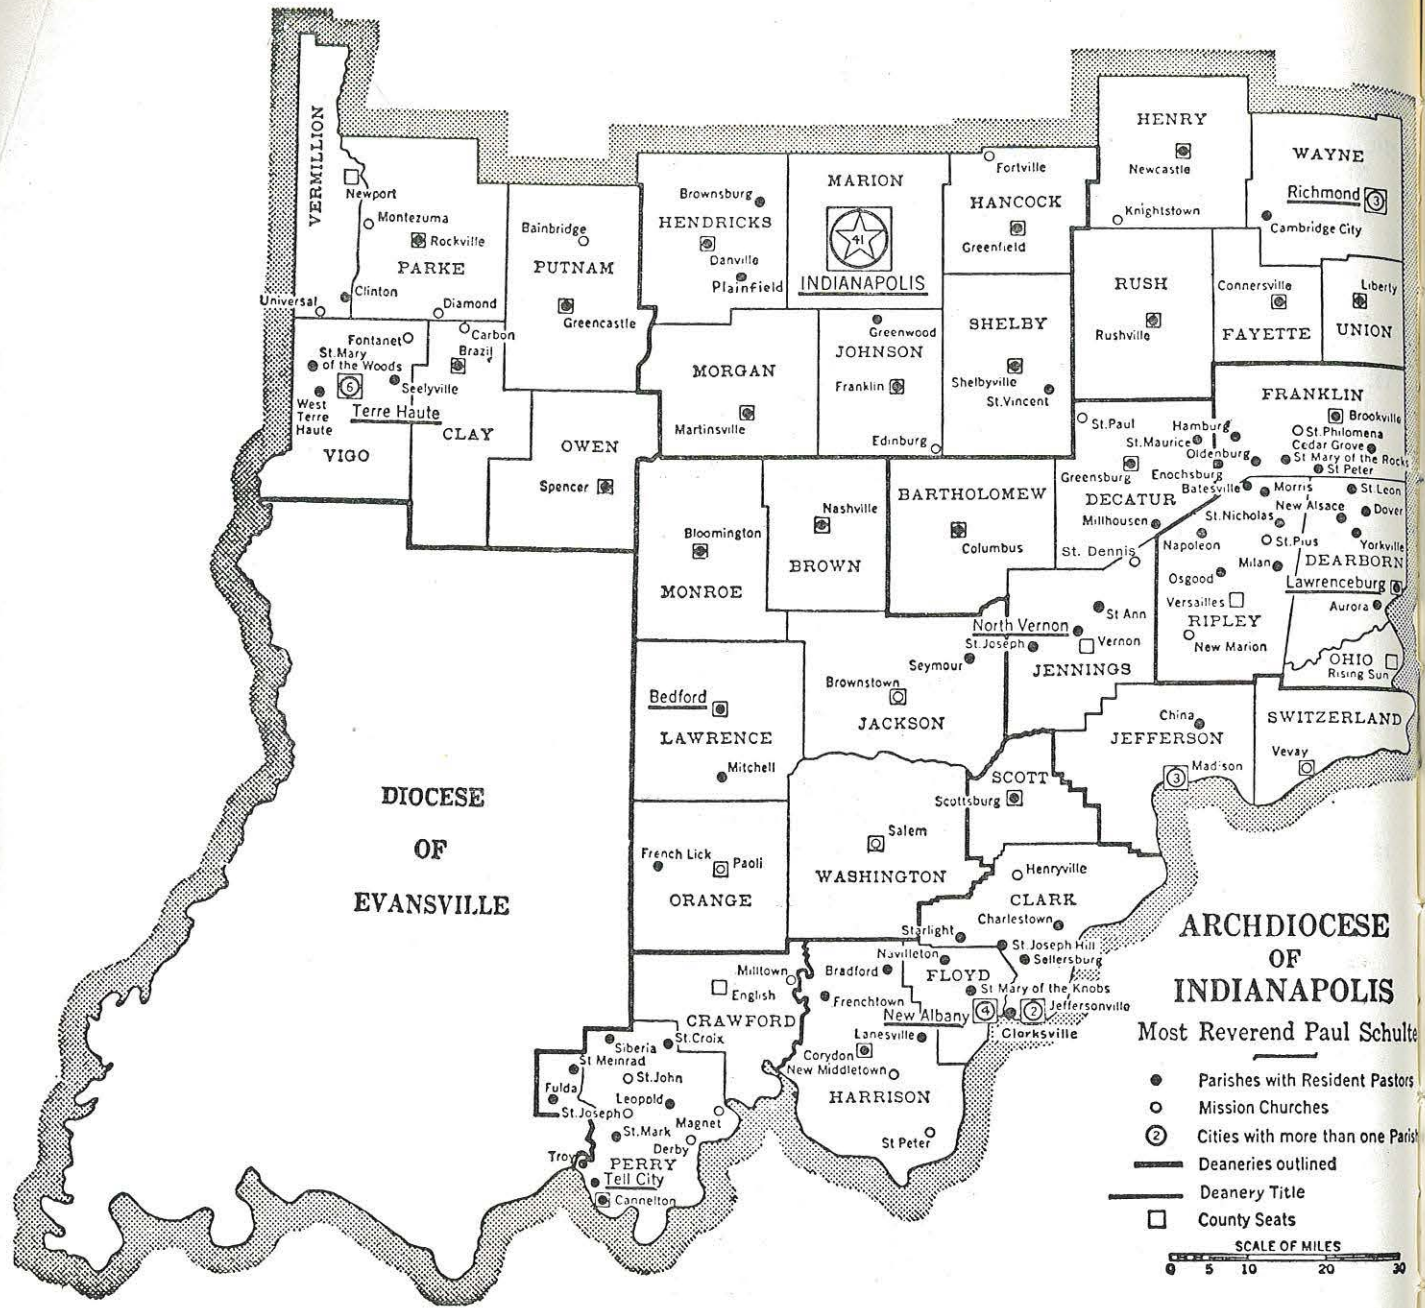 VERMILLION
Newport
Montezuma
Rockville
PARKE
Universal
Clinton
Diamond
Bainbridge
PUTNAM
Greencastle
Brownsburg
HENDRICKS
Danville
Plainfield
MARION
41
INDIANAPOLIS
Fortville
HANCOCK
Greenfield
HENRY
Newcastle
Knightstown
WAYNE
Richmond 3
Cambridge City
RUSH
Rushville
Connersville
FAYETTE
Liberty
UNION
Fontanet
St. Mary
of the Woods
6
Seelyville
West
Terre
Haute
Terre Haute
VIGO
Carbon
Brazil
CLAY
OWEN
Spencer
MORGAN
Martinsville
Greenwood
JOHNSON
Franklin
Edinburg
SHELBY
Shelbyville
St. Vincent
FRANKLIN
Brookville
St. Philomena
Cedar Grove
St Mary of the Rocks
St Peter
Hamburg
Oldenburg
Enochsburg
St. Paul
St. Maurice
Greensburg
DECATUR
Millhousen
Batesville
Morris
St. Nicholas
St. Pius
Napoleon
Milan
Osgood
Versailles
RIPLEY
New Marion
St. Leon
New Alsace
Dover
Yorkville
DEARBORN
Lawrenceburg
Aurora
OHIO
Rising Sun
Bloomington
MONROE
Nashville
BROWN
BARTHOLOMEW
Columbus
St. Dennis
St Ann
North Vernon
St. Joseph
Vernon
JENNINGS
Seymour
Brownstown
JACKSON
Bedford
LAWRENCE
Mitchell
China
JEFFERSON
3 Madison
SWITZERLAND
Vevay
SCOTT
Scottsburg
Salem
WASHINGTON
French Lick
Paoli
ORANGE
DIOCESE
OF
EVANSVILLE
Henryville
CLARK
Charlestown
Starlight
St. Joseph Hill
Sellersburg
Navilleton
FLOYD
St Mary of the Knobs
New Albany 4
2 Jeffersonville
Clarksville
Bradford
Frenchtown
Lanesville
Corydon
New Middletown
HARRISON
St Peter
Milltown
English
CRAWFORD
Siberia
St. Croix
St Meinrad
St. John
Fulda
Leopold
St. Joseph
Magnet
St. Mark
Derby
Troy
PERRY
Tell City
Cannelton
ARCHDIOCESE
OF
INDIANAPOLIS
Most Reverend Paul Schulte
Parishes with Resident Pastors
Mission Churches
2 Cities with more than one Parish
Deaneries outlined
Deanery Title
County Seats
SCALE OF MILES
0 5 10 20 30